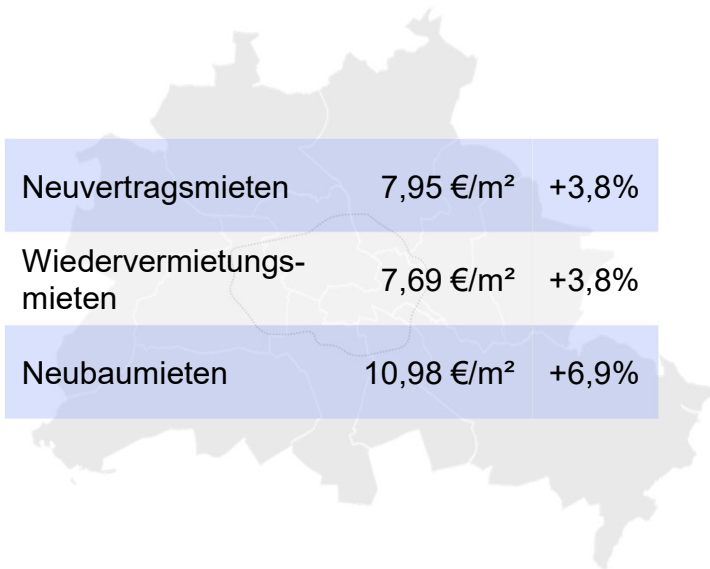 Neuvertragsmieten 7,95 €/m² +3,8%
Wiedervermietungs-
mieten 7,69 €/m² +3,8%
Neubaumieten 10,98 €/m² +6,9%